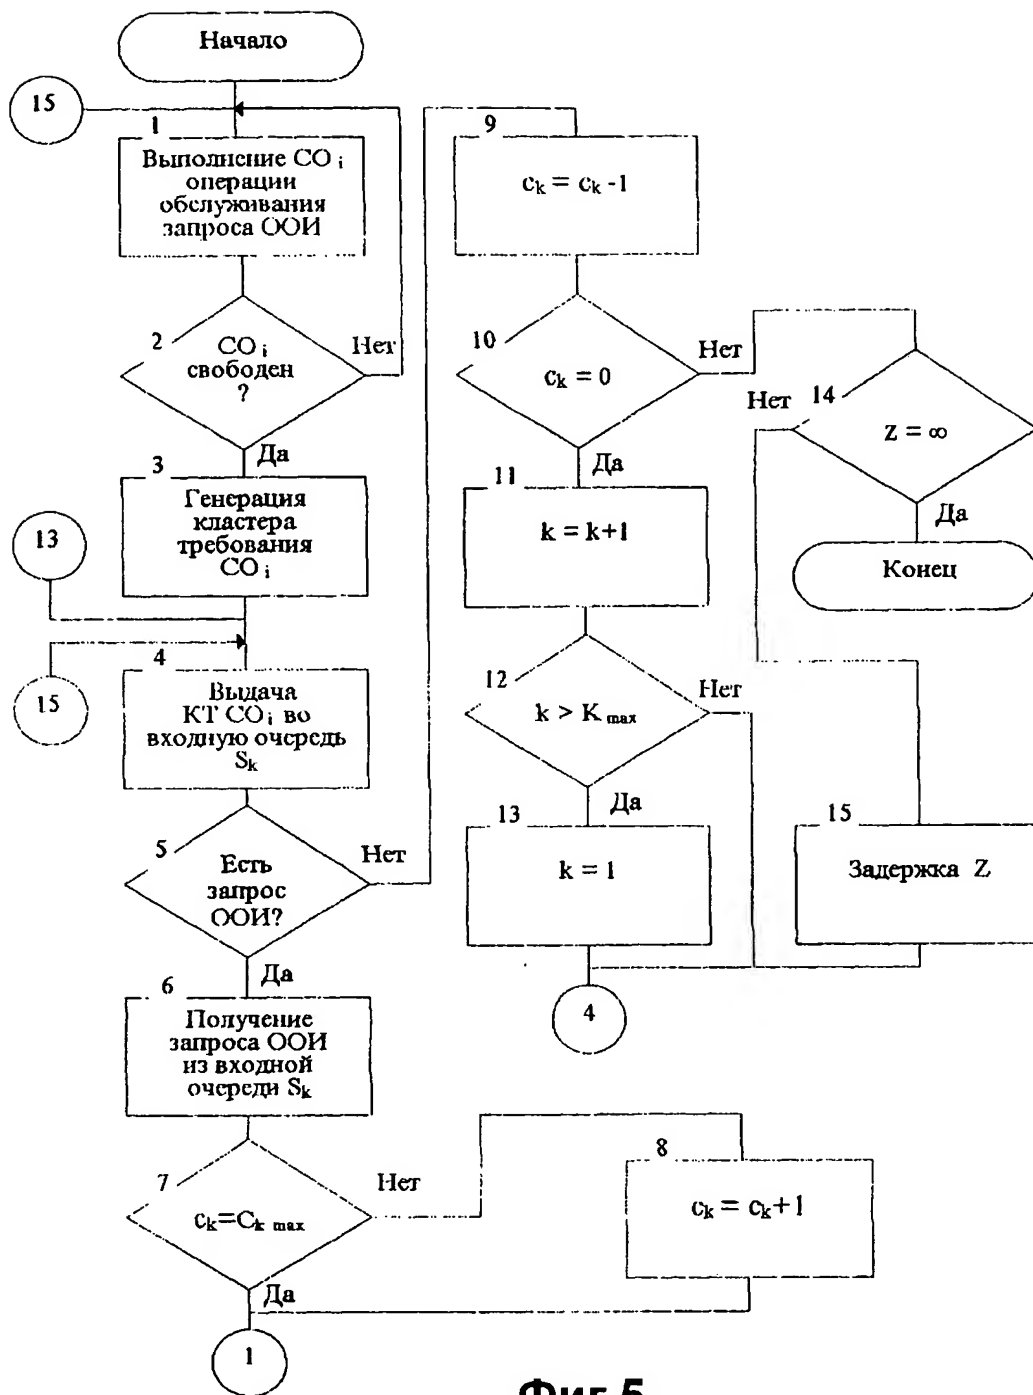 Начало
15
1
Выполнение СО i
операции
обслуживания
запроса ООИ
2
СО i
свободен
?
Нет
Да
3
Генерация
кластера
требования
СО i
13
15
4
Выдача
КТ СО i во
входную очередь
Sk
5
Есть
запрос
ООИ?
Нет
Да
6
Получение
запроса ООИ
из входной
очереди Sk
7
ck=Ck max
Нет
Да
1
8
ck = ck+1
9
ck = ck -1
10
ck = 0
Нет
Да
11
k = k+1
12
k > K max
Нет
Да
13
k = 1
4
14
Нет
Z = ∞
Да
Конец
15
Задержка Z
Фиг.5